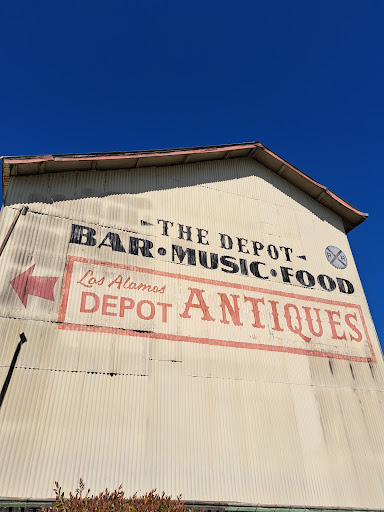 THE DEPOT
BAR • MUSIC • FOOD
Los Alamos
DEPOT ANTIQUES